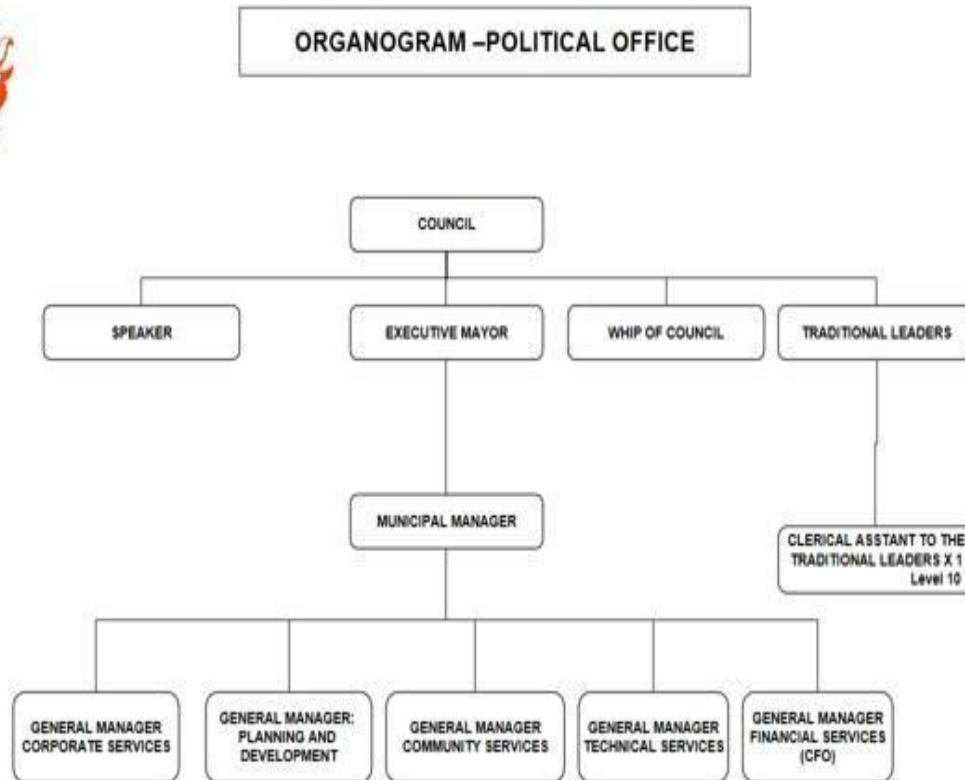 ORGANOGRAM –POLITICAL OFFICE
COUNCIL
SPEAKER
EXECUTIVE MAYOR
WHIP OF COUNCIL
TRADITIONAL LEADERS
MUNICIPAL MANAGER
CLERICAL ASSTANT TO THE
TRADITIONAL LEADERS X 1
Level 10
GENERAL MANAGER
CORPORATE SERVICES
GENERAL MANAGER:
PLANNING AND
DEVELOPMENT
GENERAL MANAGER
COMMUNITY SERVICES
GENERAL MANAGER
TECHNICAL SERVICES
GENERAL MANAGER
FINANCIAL SERVICES
(CFO)